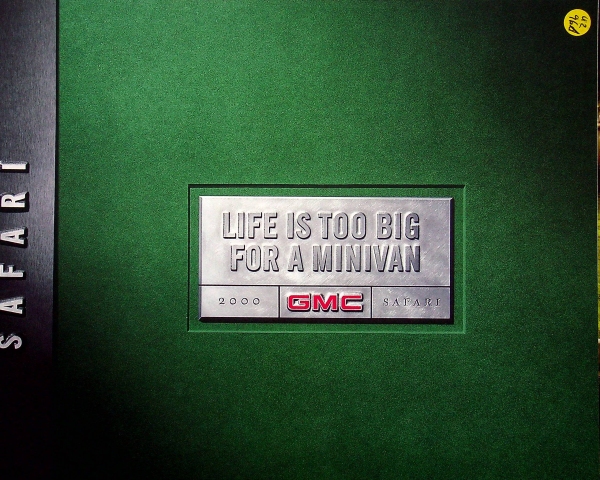 SAFARI
LIFE IS TOO BIG
FOR A MINIVAN
2000 GMC SAFARI